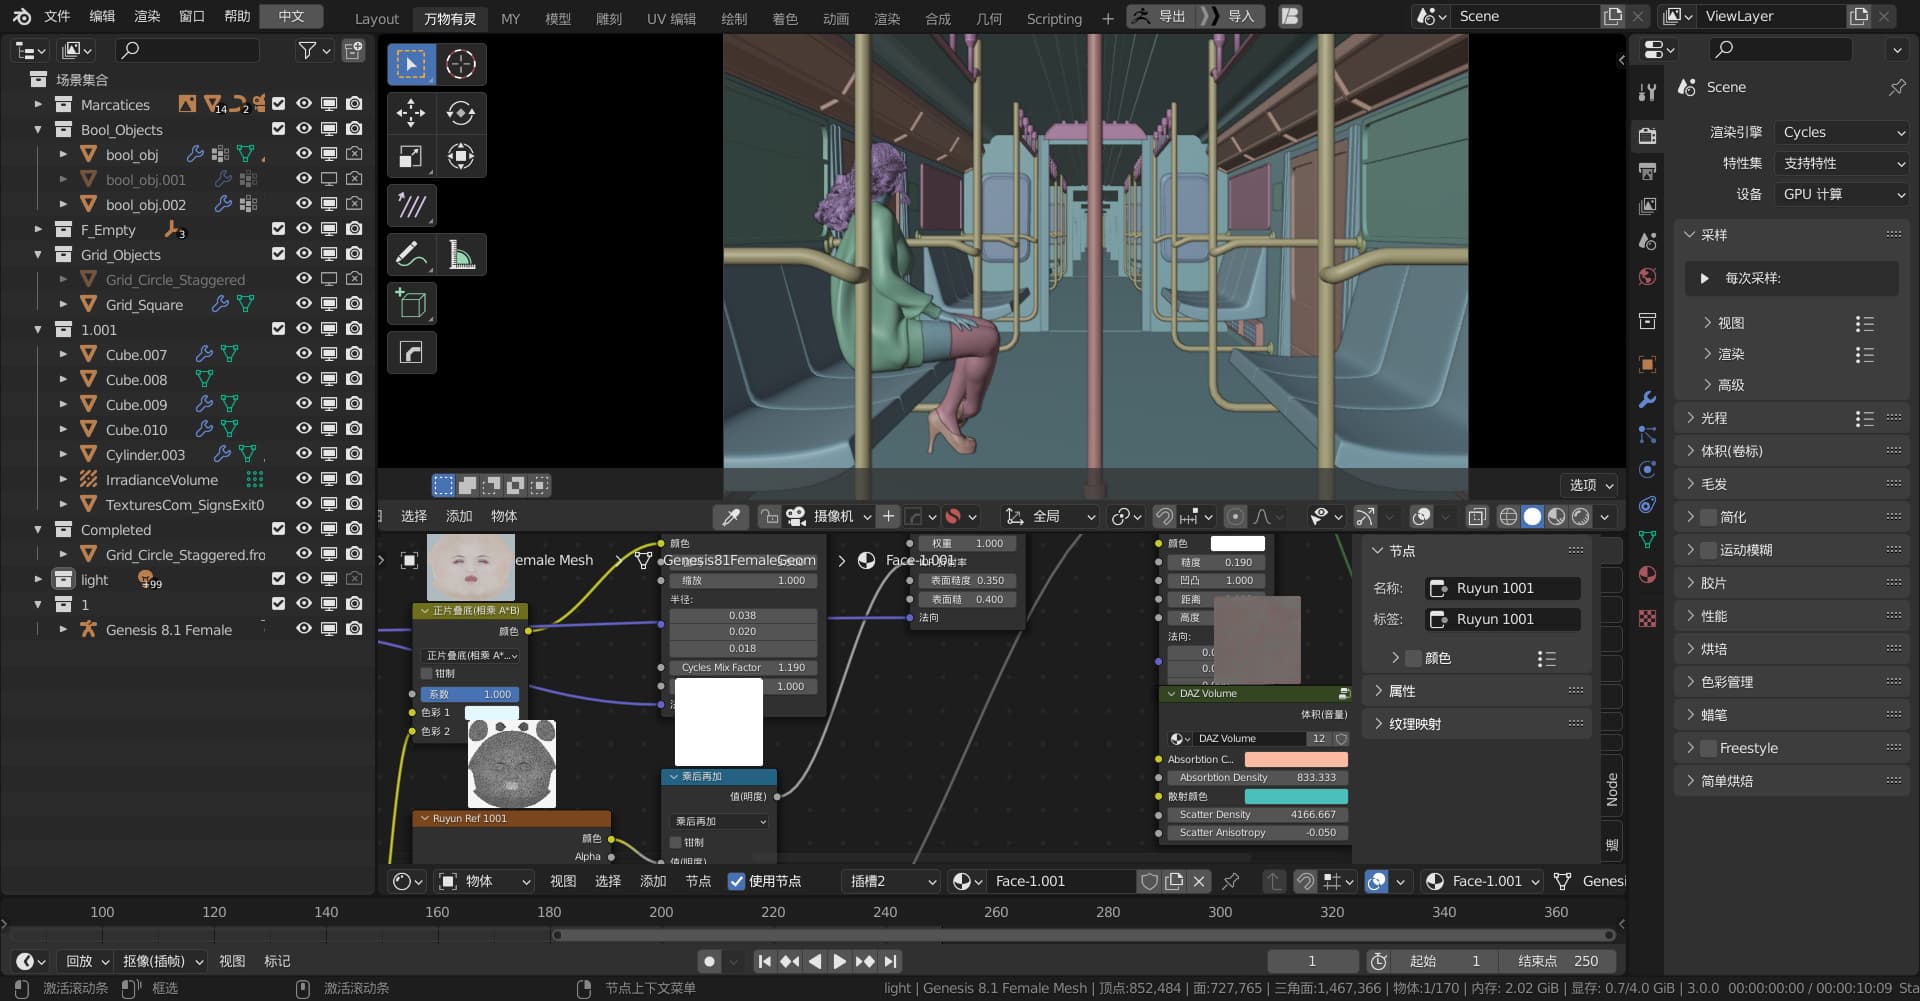 文件 编辑 渲染 窗口 帮助 中文 Layout 万物有灵 MY 模型 雕刻 UV 编辑 绘制 着色 动画 渲染 合成 几何 Scripting + 导出 导入 Scene ViewLayer
场景集合
Marcatices 14 2
Bool_Objects
bool_obj
bool_obj.001
bool_obj.002
F_Empty 3
Grid_Objects
Grid_Circle_Staggered
Grid_Square
1.001
Cube.007
Cube.008
Cube.009
Cube.010
Cylinder.003
IrradianceVolume
TexturesCom_SignsExit0
Completed
Grid_Circle_Staggered.fro
light 99
1
Genesis 8.1 Female
选项
选择 添加 物体 摄像机 全局
emale Mesh Genesis81FemaleGeom Face-1.001
正片叠底(相乘 A*B)
颜色
正片叠底(相乘 A*...
钳制
系数 1.000
色彩 1
色彩 2
Ruyun Ref 1001
颜色
Alpha
颜色
缩放 1.000
半径:
0.038
0.020
0.018
Cycles Mix Factor 1.190
1.000
乘后再加
值(明度)
乘后再加
钳制
值(明度)
权重 1.000
表面糙度 0.350
表面糙 0.400
法向
颜色
糙度 0.190
凹凸 1.000
距离
高度
法向:
DAZ Volume
体积(音量)
DAZ Volume 12
Absorbtion C...
Absorbtion Density 833.333
散射颜色
Scatter Density 4166.667
Scatter Anisotropy -0.050
节点
名称: Ruyun 1001
标签: Ruyun 1001
颜色
属性
纹理映射
Node
物体 视图 选择 添加 节点 使用节点 插槽2 Face-1.001 Face-1.001 Genesi
Scene
渲染引擎 Cycles
特性集 支持特性
设备 GPU 计算
采样
每次采样:
视图
渲染
高级
光程
体积(卷标)
毛发
简化
运动模糊
胶片
性能
烘培
色彩管理
蜡笔
Freestyle
简单烘焙
100 120 140 160 180 200 220 240 260 280 300 320 340 360
回放 抠像(插帧) 视图 标记 1 起始 1 结束点 250
激活滚动条 框选 激活滚动条 节点上下文菜单 light | Genesis 8.1 Female Mesh | 顶点:852,484 | 面:727,765 | 三角面:1,467,366 | 物体:1/170 | 内存: 2.02 GiB | 显存: 0.7/4.0 GiB | 3.0.0 00:00:00:00 / 00:00:10:09 Sta